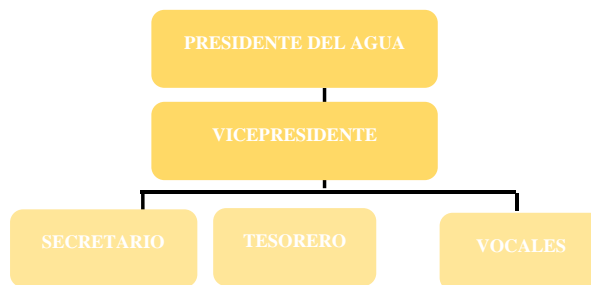 PRESIDENTE DEL AGUA
VICEPRESIDENTE
SECRETARIO
TESORERO
VOCALES